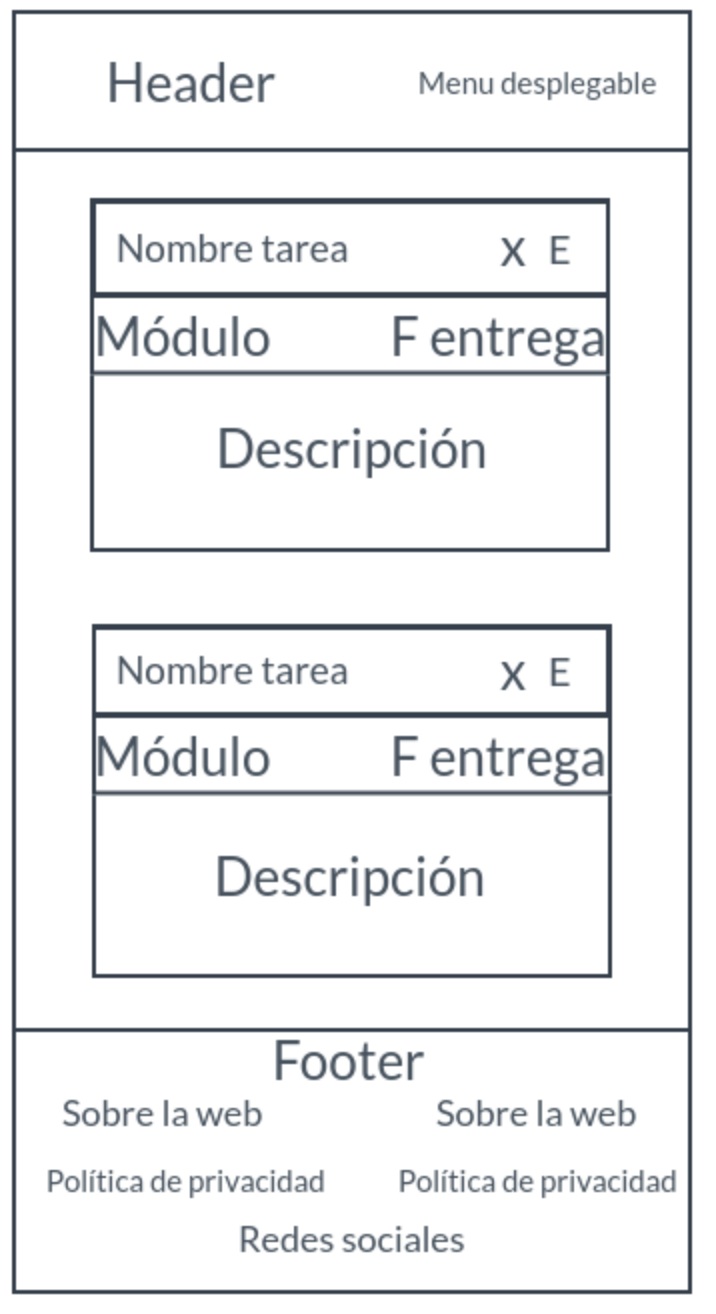 Header Menu desplegable
Nombre tarea X E
Módulo F entrega
Descripción
Nombre tarea X E
Módulo F entrega
Descripción
Footer
Sobre la web Sobre la web
Política de privacidad Política de privacidad
Redes sociales